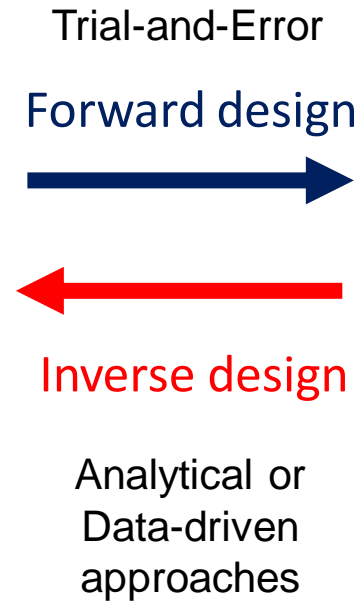 Trial-and-Error
Forward design
Inverse design
Analytical or
Data-driven
approaches